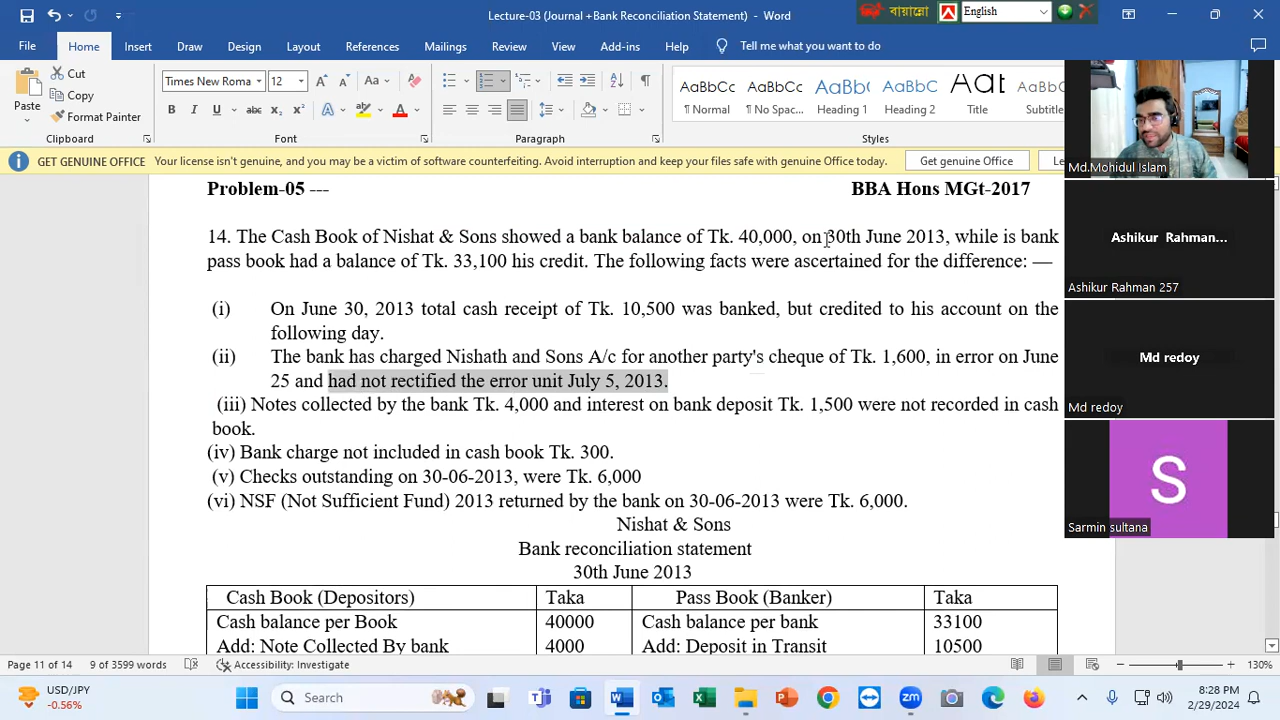 Lecture-03 (Journal +Bank Reconciliation Statement) - Word
বায়ান্নো
English
File Home Insert Draw Design Layout References Mailings Review View Add-ins Help Tell me what you want to do
Paste
Cut
Copy
Format Painter
Times New Roma 12
Clipboard Font Paragraph Styles
AaBbCc AaBbCc AaBbC AaBbCc Aat AaBbC
¶ Normal ¶ No Spac... Heading 1 Heading 2 Title Subtitle
GET GENUINE OFFICE Your license isn't genuine, and you may be a victim of software counterfeiting. Avoid interruption and keep your files safe with genuine Office today. Get genuine Office Le
Problem-05 --- BBA Hons MGt-2017
14. The Cash Book of Nishat & Sons showed a bank balance of Tk. 40,000, on 30th June 2013, while is bank
pass book had a balance of Tk. 33,100 his credit. The following facts were ascertained for the difference: —
(i) On June 30, 2013 total cash receipt of Tk. 10,500 was banked, but credited to his account on the
following day.
(ii) The bank has charged Nishath and Sons A/c for another party's cheque of Tk. 1,600, in error on June
25 and had not rectified the error unit July 5, 2013.
(iii) Notes collected by the bank Tk. 4,000 and interest on bank deposit Tk. 1,500 were not recorded in cash
book.
(iv) Bank charge not included in cash book Tk. 300.
(v) Checks outstanding on 30-06-2013, were Tk. 6,000
(vi) NSF (Not Sufficient Fund) 2013 returned by the bank on 30-06-2013 were Tk. 6,000.
Nishat & Sons
Bank reconciliation statement
30th June 2013
Cash Book (Depositors) Taka Pass Book (Banker) Taka
Cash balance per Book 40000 Cash balance per bank 33100
Add: Note Collected By bank 4000 Add: Deposit in Transit 10500
Md.Mohidul Islam
Ashikur Rahman...
Ashikur Rahman 257
Md redoy
Md redoy
S
Sarmin sultana
Page 11 of 14 9 of 3599 words Accessibility: Investigate 130%
USD/JPY
-0.56%
Search
8:28 PM
2/29/2024